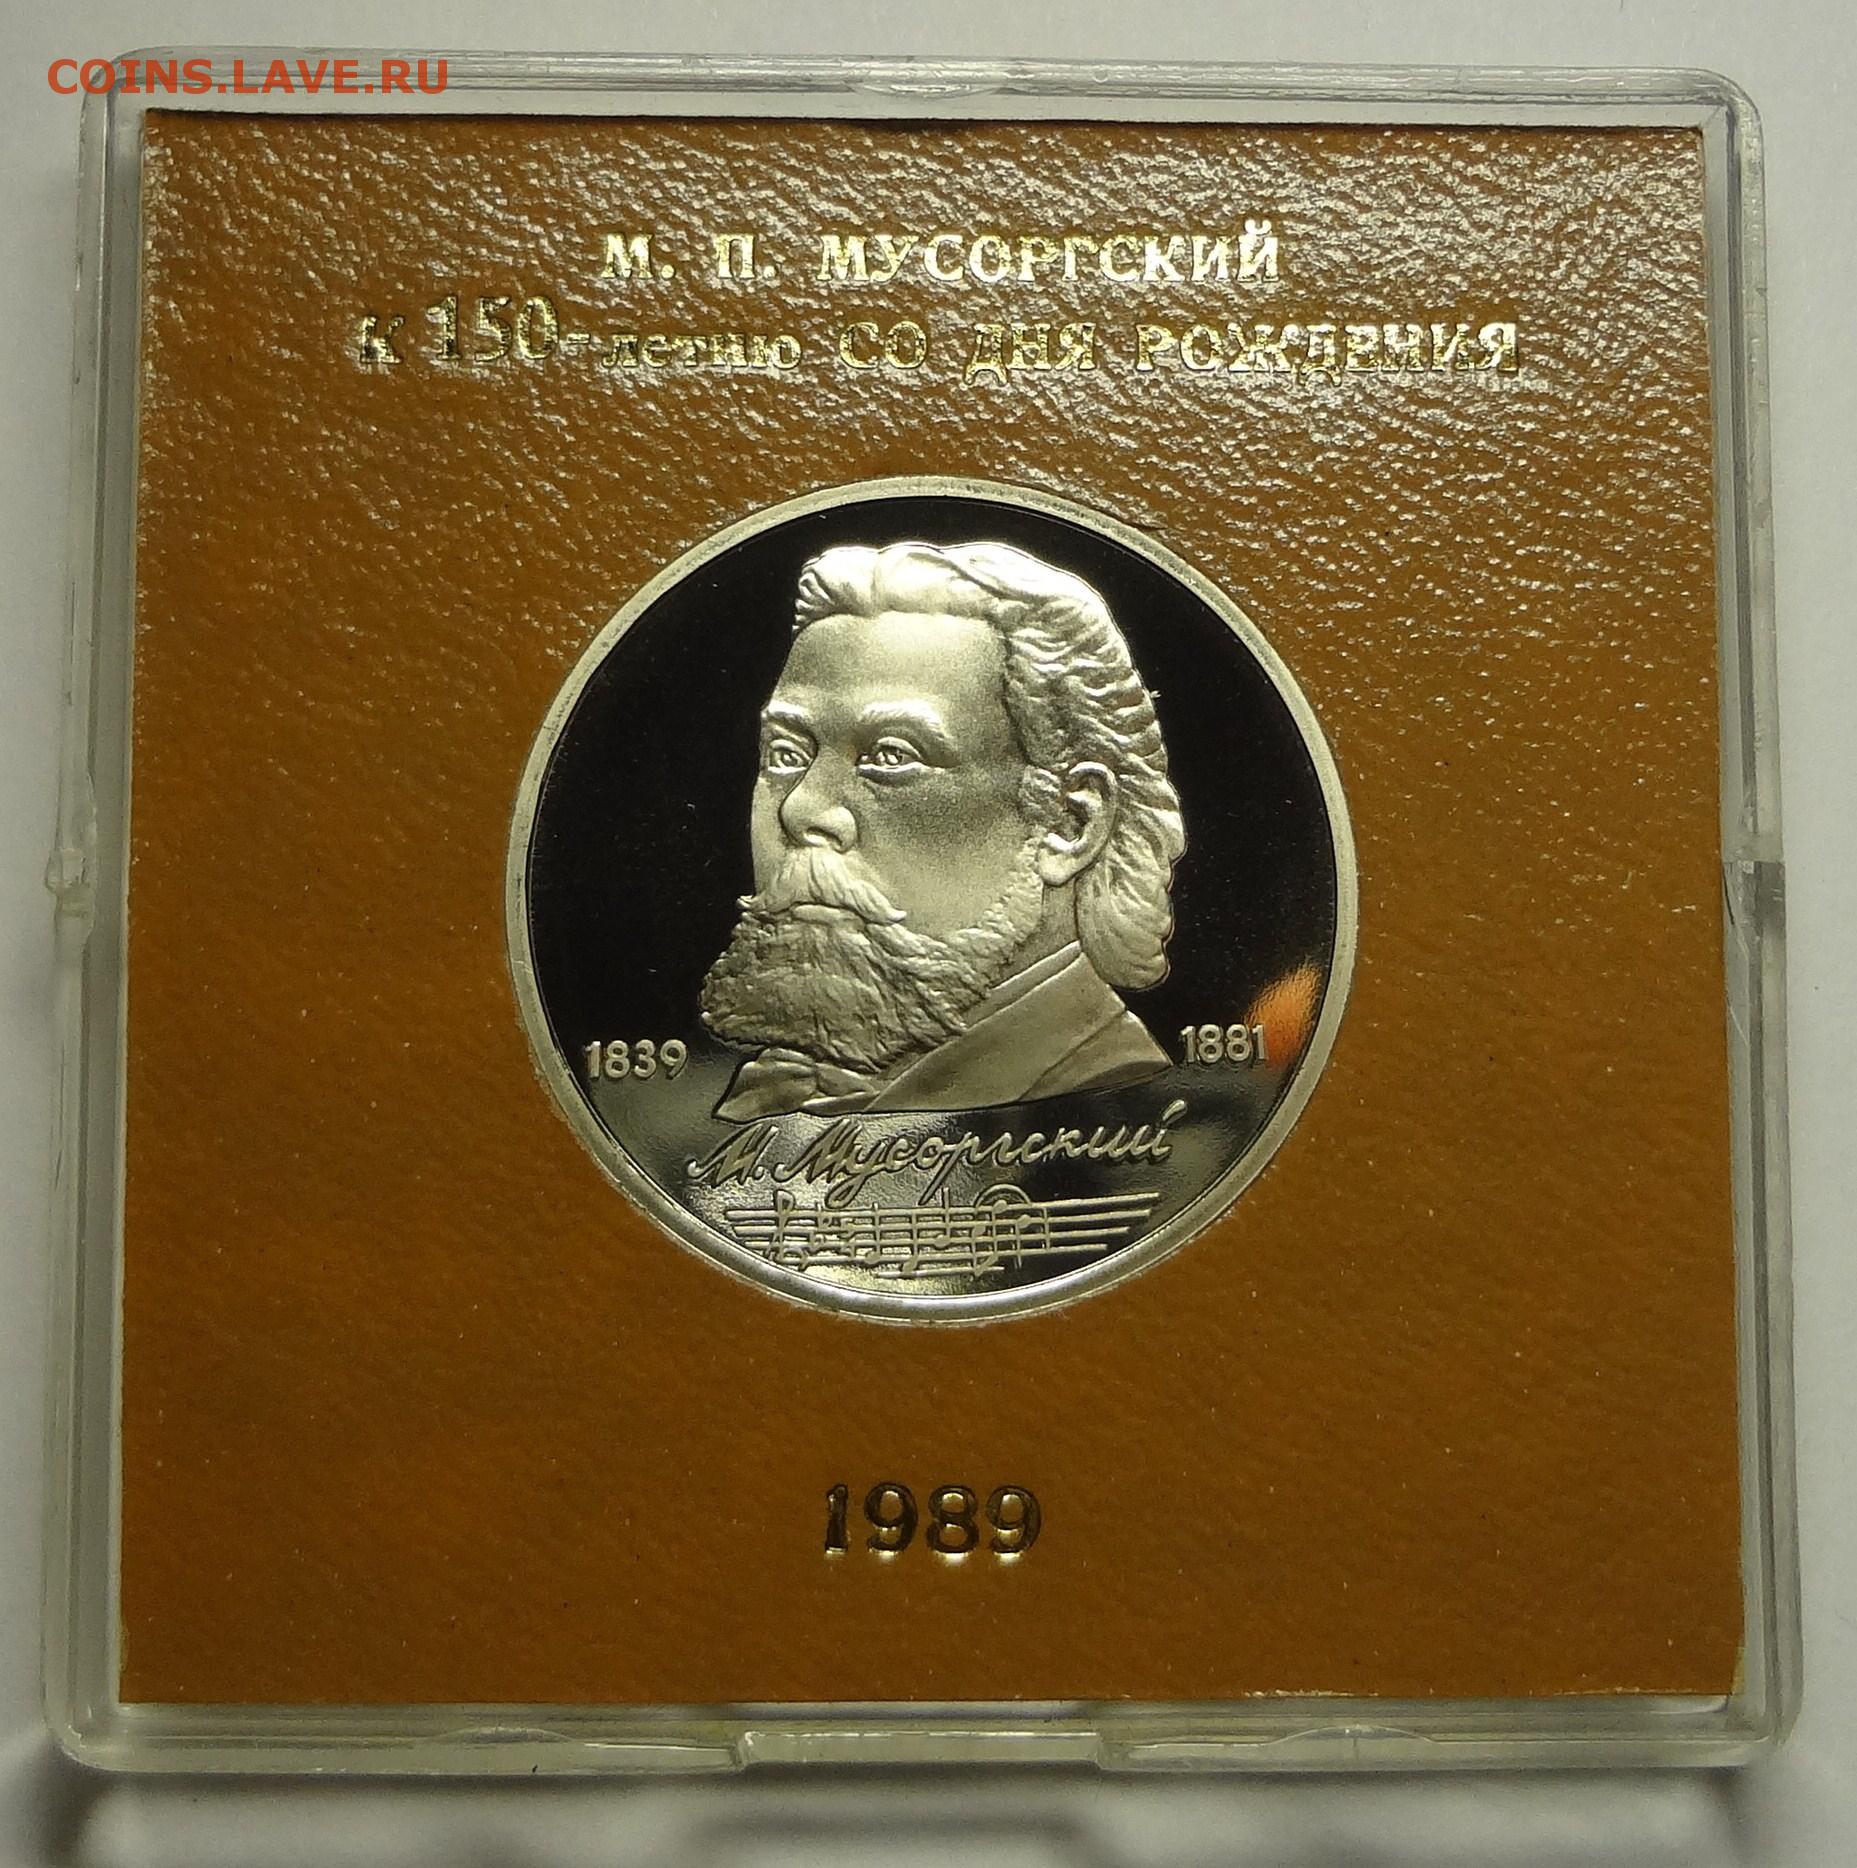 COINS.LAVE.RU
М. П. МУСОРГСКИЙ
К 150-летию СО ДНЯ РОЖДЕНИЯ
1839 1881
М. Мусоргский
1989